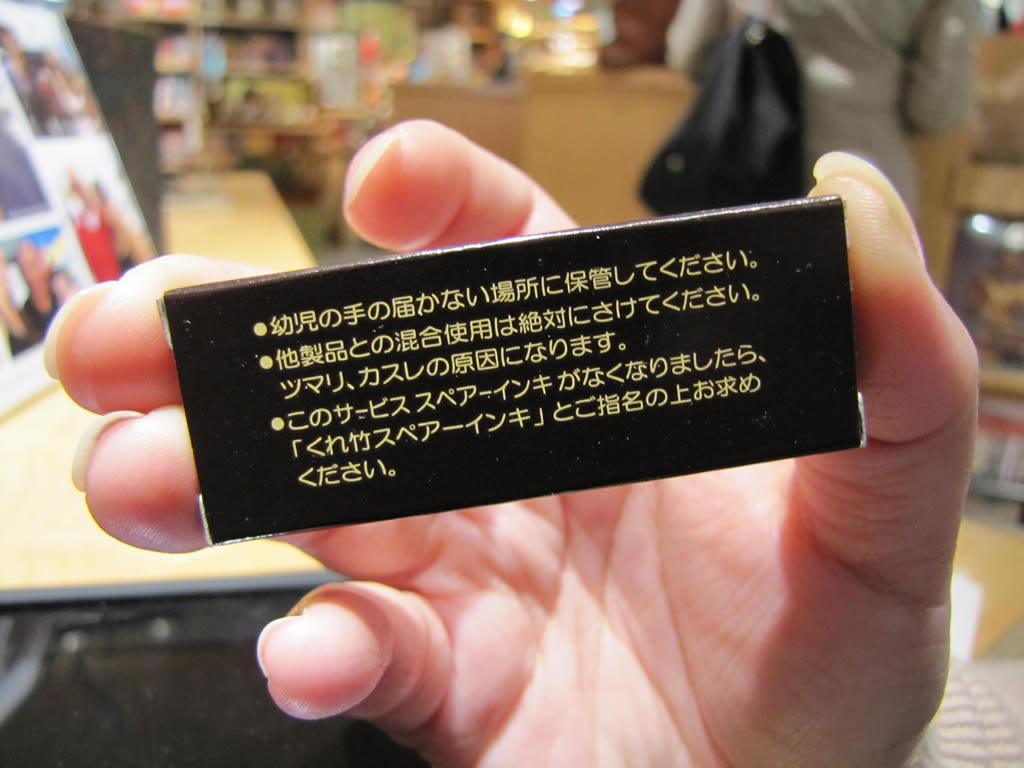 ●幼児の手の届かない場所に保管してください。
●他製品との混合使用は絶対にさけてください。
ツマリ、カスレの原因になります。
●このサービス スペアーインキ がなくなりましたら、
「くれ竹スペアーインキ」とご指名の上お求め
ください。